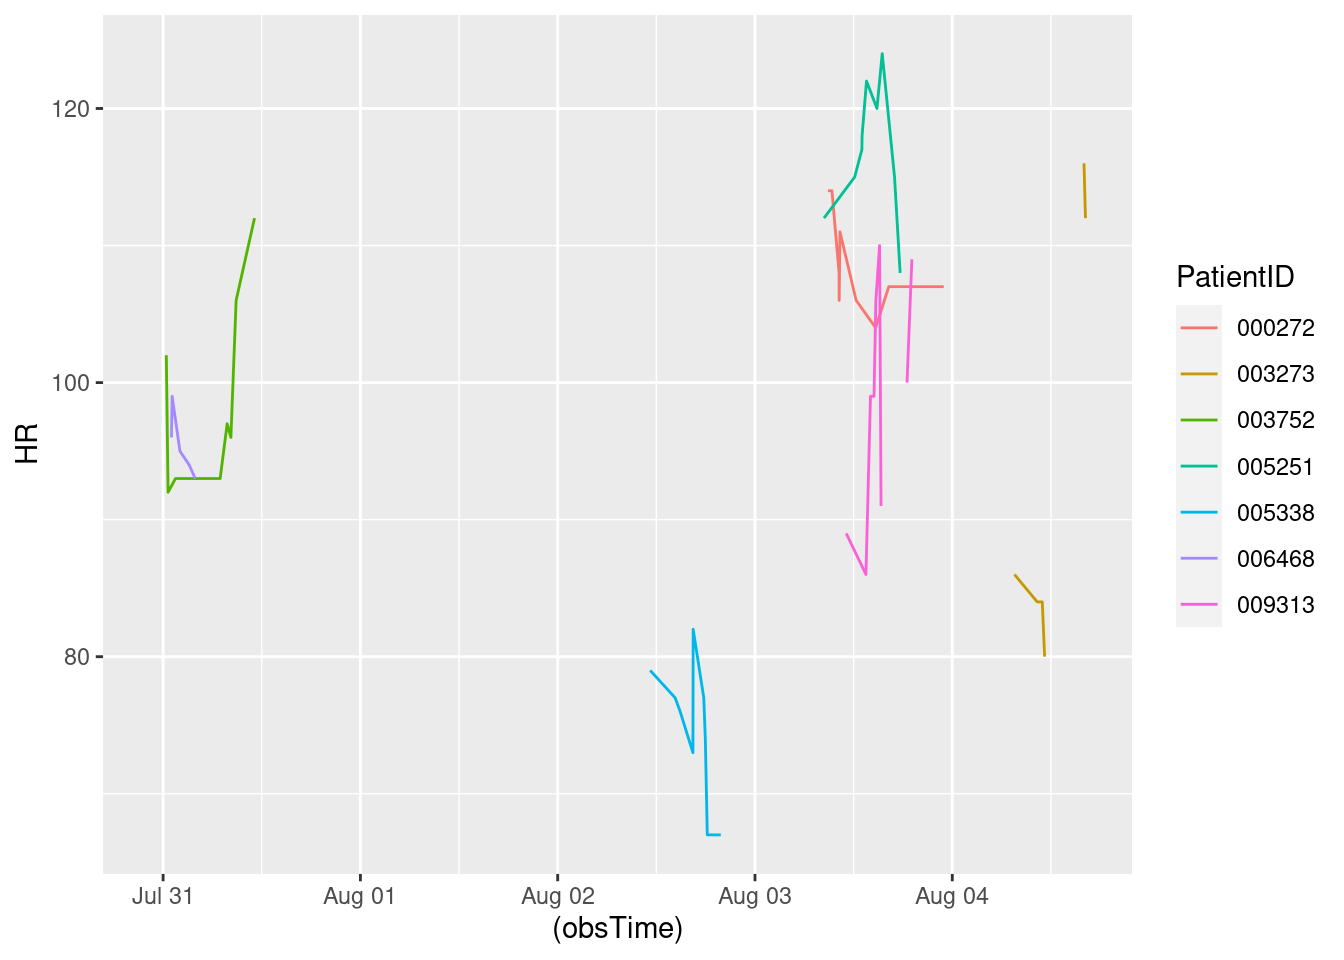 120
100
80
HR
Jul 31
Aug 01
Aug 02
Aug 03
Aug 04
(obsTime)
PatientID
000272
003273
003752
005251
005338
006468
009313